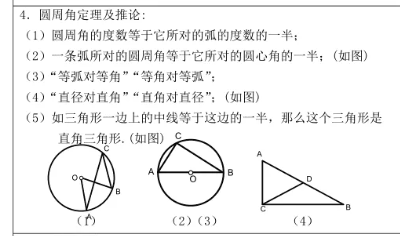 4. 圆周角定理及推论:
(1) 圆周角的度数等于它所对的弧的度数的一半;
(2) 一条弧所对的圆周角等于它所对的圆心角的一半; (如图)
(3) “等弧对等角”“等角对等弧”;
(4) “直径对直角”“直角对直径”; (如图)
(5) 如三角形一边上的中线等于这边的一半, 那么这个三角形是
直角三角形. (如图)
C
O
B
A
(1)
C
A
O
B
(2)(3)
A
D
C
B
(4)